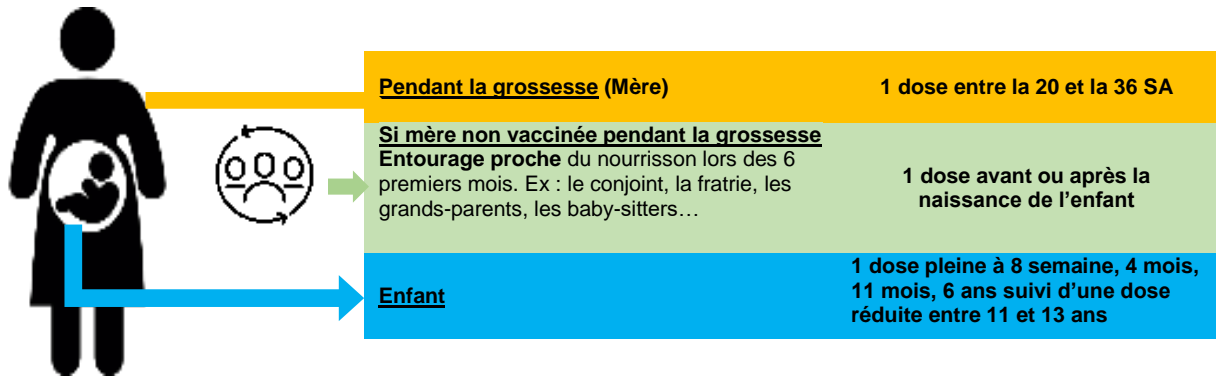 Pendant la grossesse (Mère)
1 dose entre la 20 et la 36 SA
Si mère non vaccinée pendant la grossesse
Entourage proche du nourrisson lors des 6
premiers mois. Ex : le conjoint, la fratrie, les
grands-parents, les baby-sitters…
1 dose avant ou après la
naissance de l’enfant
Enfant
1 dose pleine à 8 semaine, 4 mois,
11 mois, 6 ans suivi d’une dose
réduite entre 11 et 13 ans